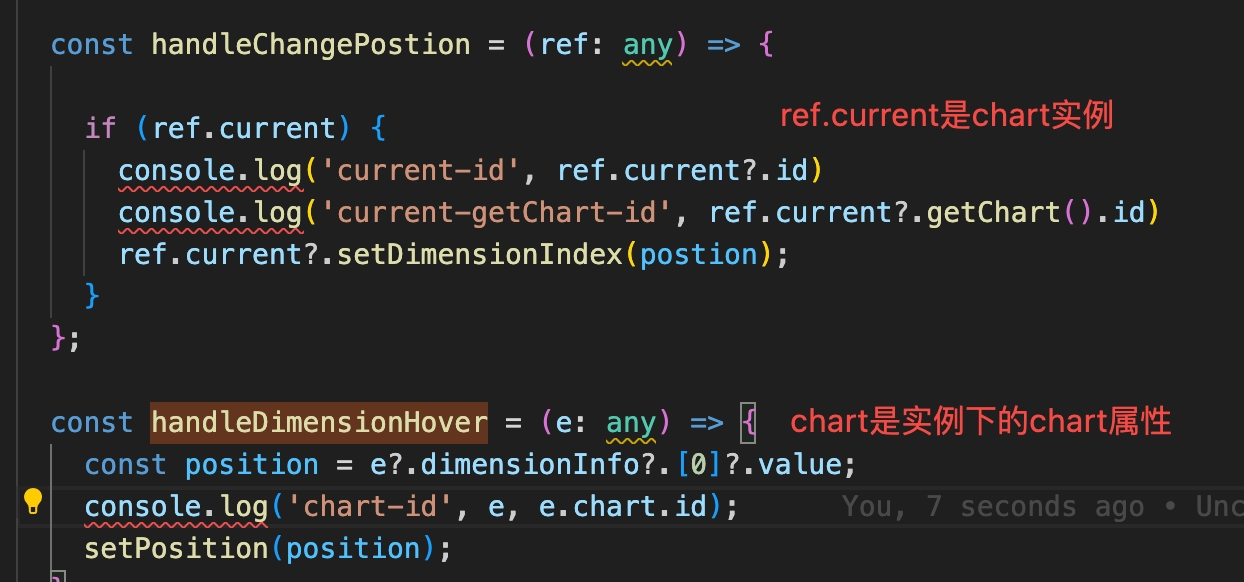 const handleChangePostion = (ref: any) => {
if (ref.current) {
ref.current是chart实例
console.log('current-id', ref.current?.id)
console.log('current-getChart-id', ref.current?.getChart().id)
ref.current?.setDimensionIndex(postion);
}
};
const handleDimensionHover = (e: any) => {
chart是实例下的chart属性
const position = e?.dimensionInfo?.[0]?.value;
console.log('chart-id', e, e.chart.id);
You, 7 seconds ago • Unc
setPosition(position);
}